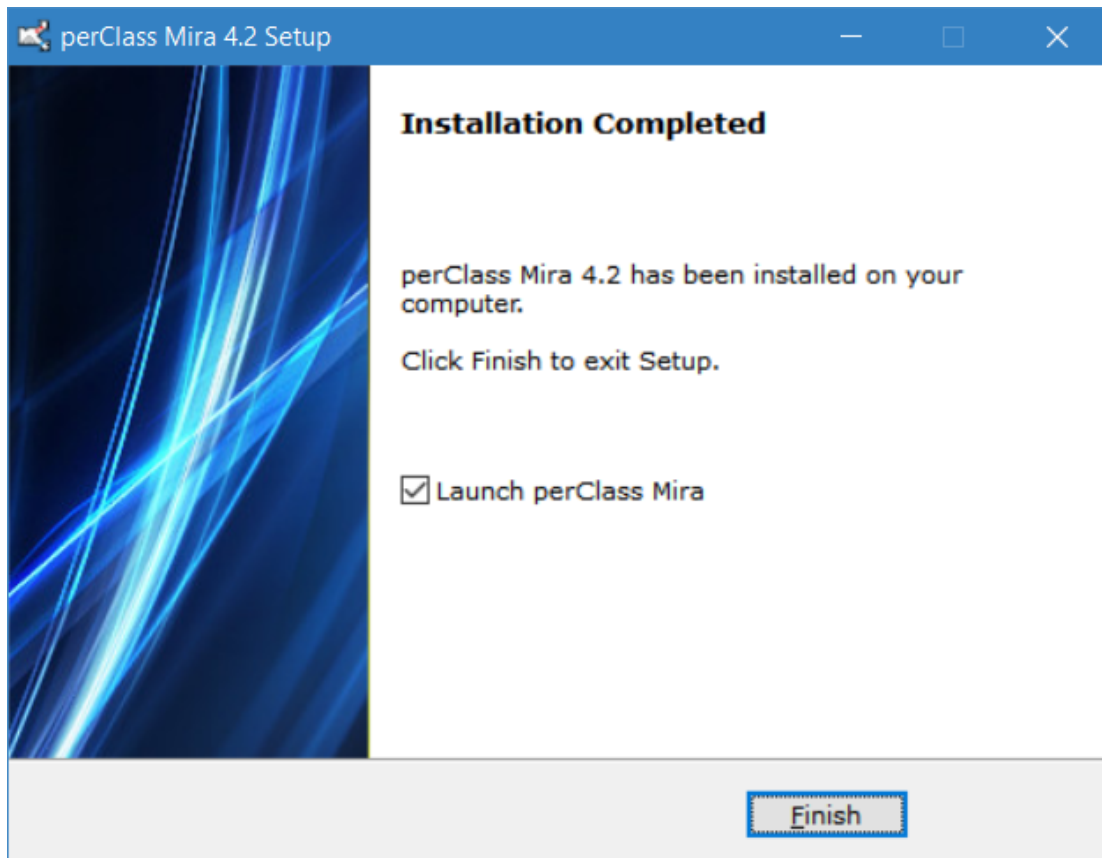 perClass Mira 4.2 Setup
Installation Completed
perClass Mira 4.2 has been installed on your
computer.
Click Finish to exit Setup.
Launch perClass Mira
Finish